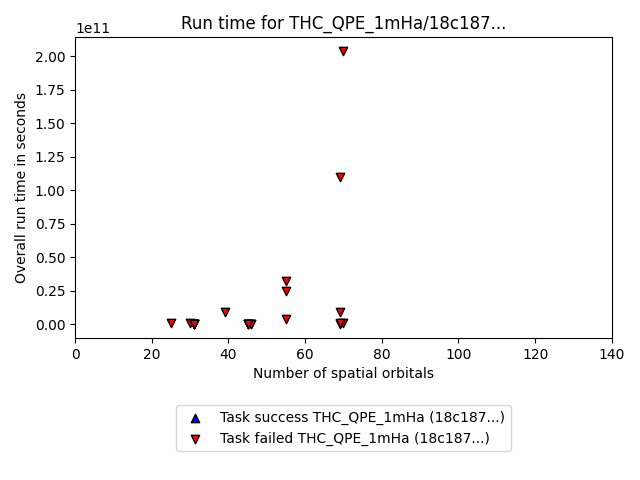 Run time for THC_QPE_1mHa/18c187...
1e11
2.00
1.75
1.50
1.25
1.00
0.75
0.50
0.25
0.00
Overall run time in seconds
0 20 40 60 80 100 120 140
Number of spatial orbitals
Task success THC_QPE_1mHa (18c187...)
Task failed THC_QPE_1mHa (18c187...)